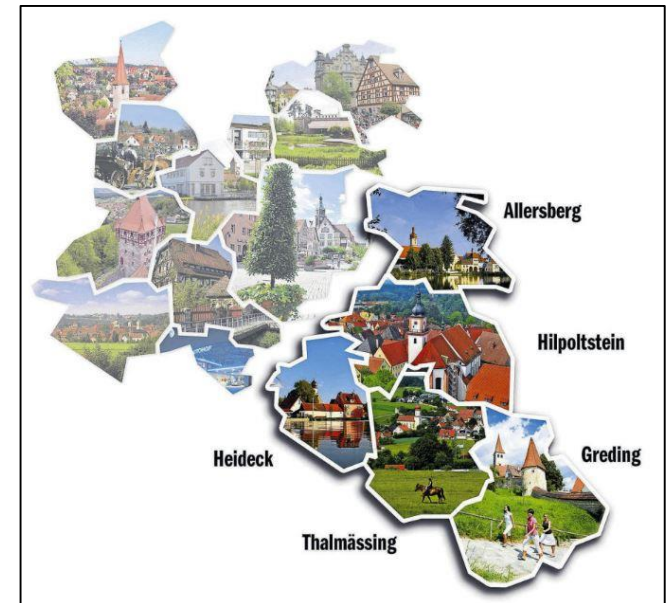 Allersberg
Hilpoltstein
Heideck
Greding
Thalmässing